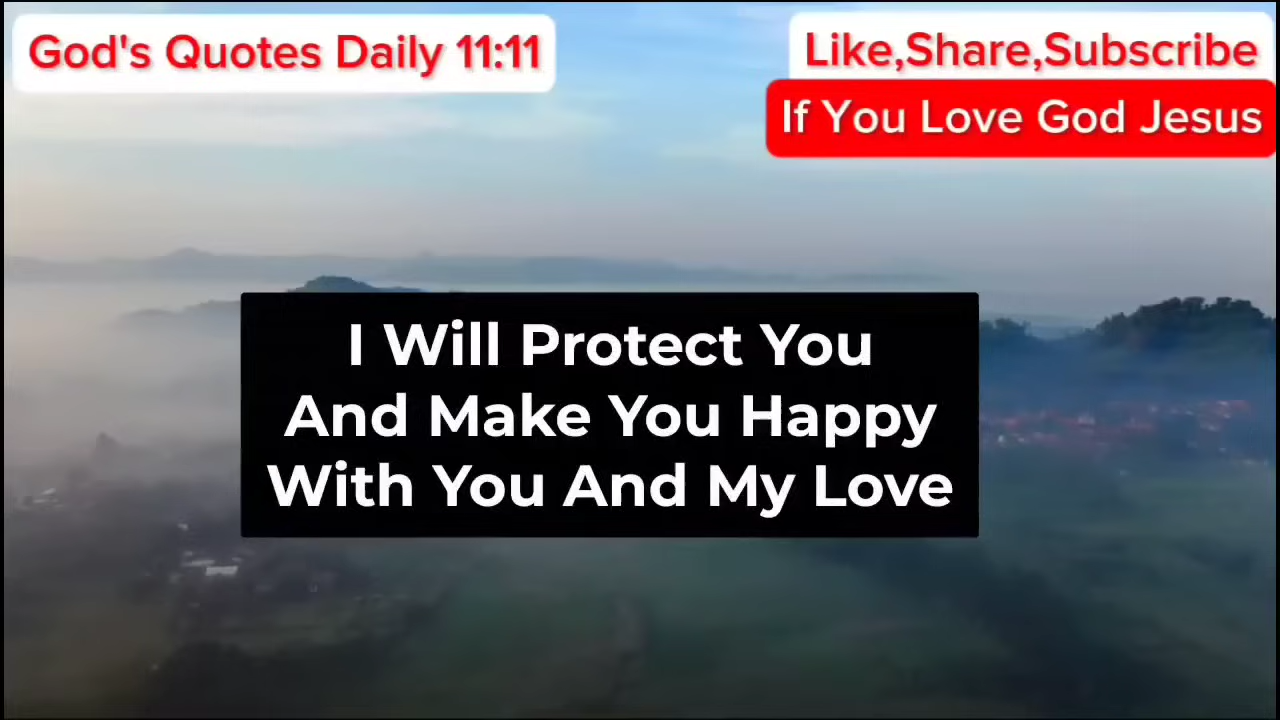 God's Quotes Daily 11:11
Like,Share,Subscribe
If You Love God Jesus
I Will Protect You
And Make You Happy
With You And My Love